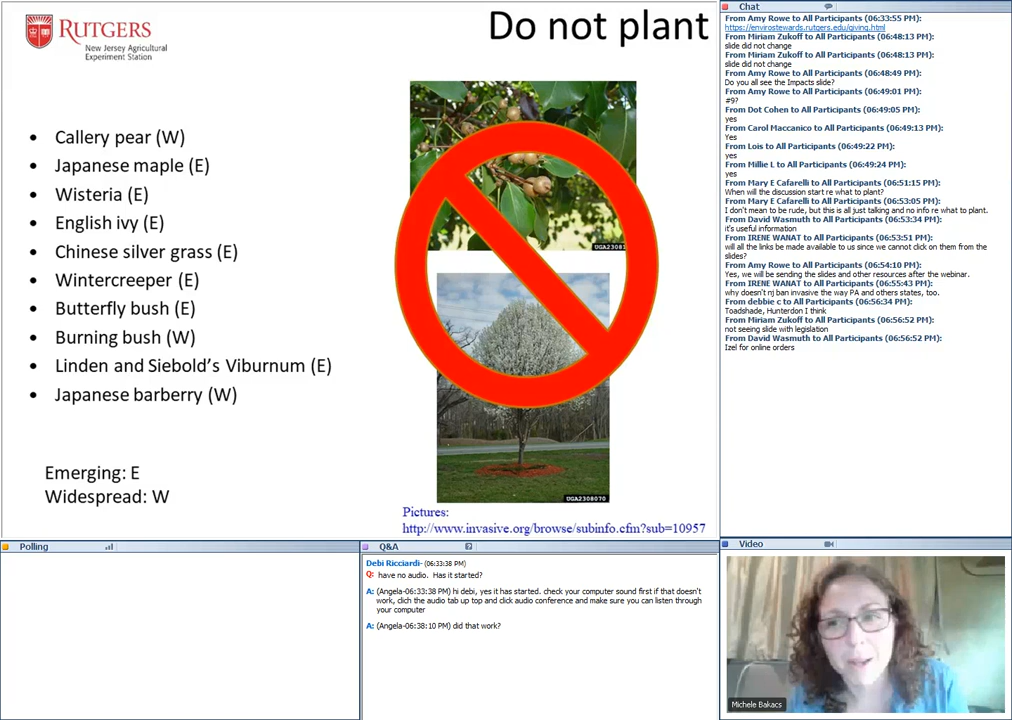 RUTGERS
New Jersey Agricultural
Experiment Station
Do not plant
• Callery pear (W)
• Japanese maple (E)
• Wisteria (E)
• English ivy (E)
• Chinese silver grass (E)
• Wintercreeper (E)
• Butterfly bush (E)
• Burning bush (W)
• Linden and Siebold's Viburnum (E)
• Japanese barberry (W)
Emerging: E
Widespread: W
UGA2308070
Pictures:
http://www.invasive.org/browse/subinfo.cfm?sub=10957
Chat
From Amy Rowe to All Participants (06:33:55 PM):
https://envirostewards.rutgers.edu/giving.html
From Miriam Zukoff to All Participants (06:48:13 PM):
slide did not change
From Miriam Zukoff to All Participants (06:48:13 PM):
slide did not change
From Amy Rowe to All Participants (06:48:49 PM):
Do you all see the Impacts slide?
From Amy Rowe to All Participants (06:49:01 PM):
#9?
From Dot Cohen to All Participants (06:49:05 PM):
yes
From Carol Maccanico to All Participants (06:49:13 PM):
Yes
From Lois to All Participants (06:49:22 PM):
yes
From Millie L to All Participants (06:49:24 PM):
yes
From Mary E Cafarelli to All Participants (06:51:15 PM):
When will the discussion start re what to plant?
From Mary E Cafarelli to All Participants (06:53:05 PM):
I don't mean to be rude, but this is all just talking and no info re what to plant.
From David Wasmuth to All Participants (06:53:34 PM):
it's useful information
From IRENE WANAT to All Participants (06:53:51 PM):
will all the links be made available to us since we cannot click on them from the
slides?
From Amy Rowe to All Participants (06:54:10 PM):
Yes, we will be sending the slides and other resources after the webinar.
From IRENE WANAT to All Participants (06:55:43 PM):
why doesn't nj ban invasive the way PA and others states, too.
From debbie c to All Participants (06:56:34 PM):
Toadshade, Hunterdon I think
From Miriam Zukoff to All Participants (06:56:52 PM):
not seeing slide with legislation
From David Wasmuth to All Participants (06:56:52 PM):
Izel for online orders
Polling
Q&A
Debi Ricciardi- (06:33:38 PM)
Q: have no audio. Has it started?
A: (Angela-06:33:38 PM) hi debi, yes it has started. check your computer sound first if that doesn't
work, clich the audio tab up top and click audio conference and make sure you can listen through
your computer
A: (Angela-06:38:10 PM) did that work?
Video
Michele Bakacs